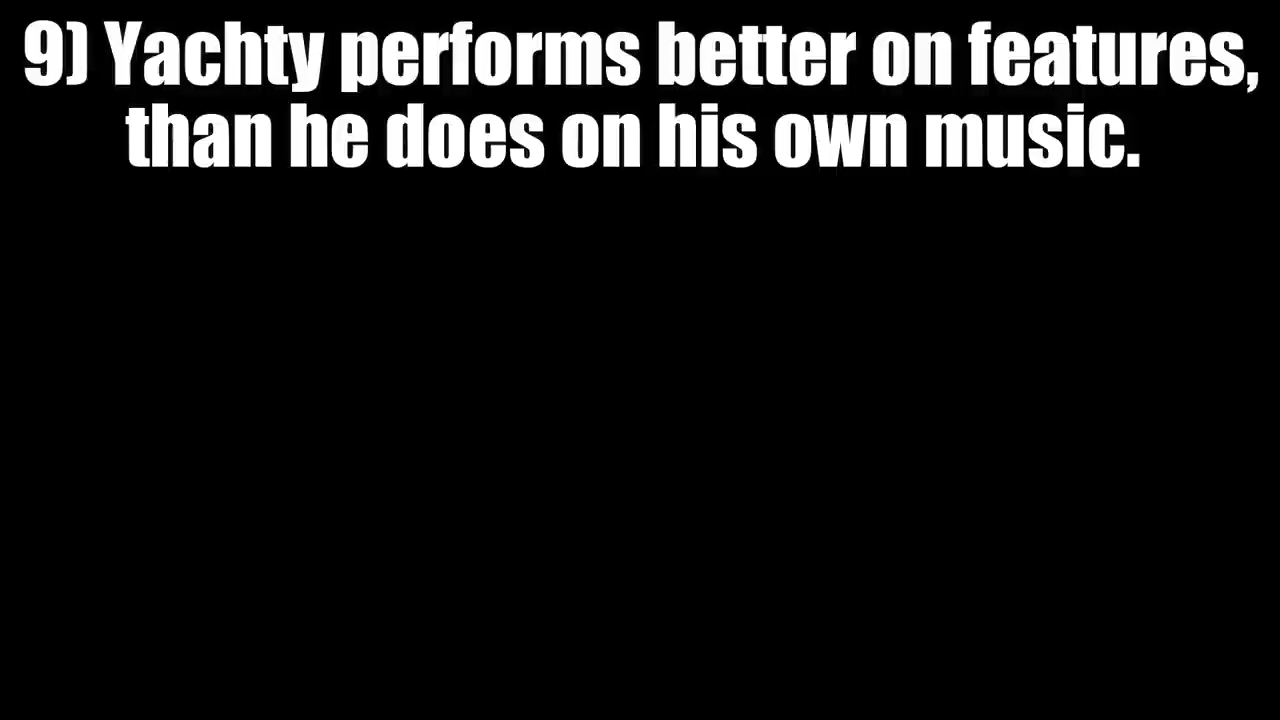 9) Yachty performs better on features,
than he does on his own music.